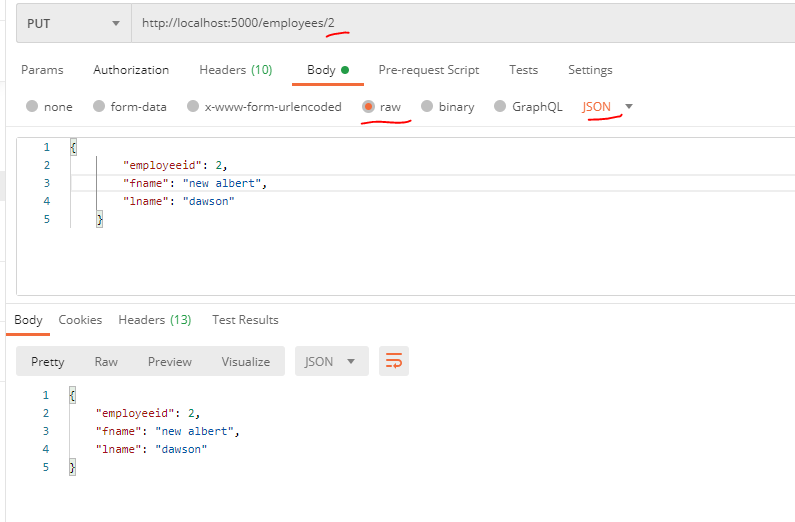 PUT http://localhost:5000/employees/2
Params Authorization Headers (10) Body Pre-request Script Tests Settings
none form-data x-www-form-urlencoded raw binary GraphQL JSON
1 {
2 "employeeid": 2,
3 "fname": "new albert",
4 "lname": "dawson"
5 }
Body Cookies Headers (13) Test Results
Pretty Raw Preview Visualize JSON
1 {
2 "employeeid": 2,
3 "fname": "new albert",
4 "lname": "dawson"
5 }